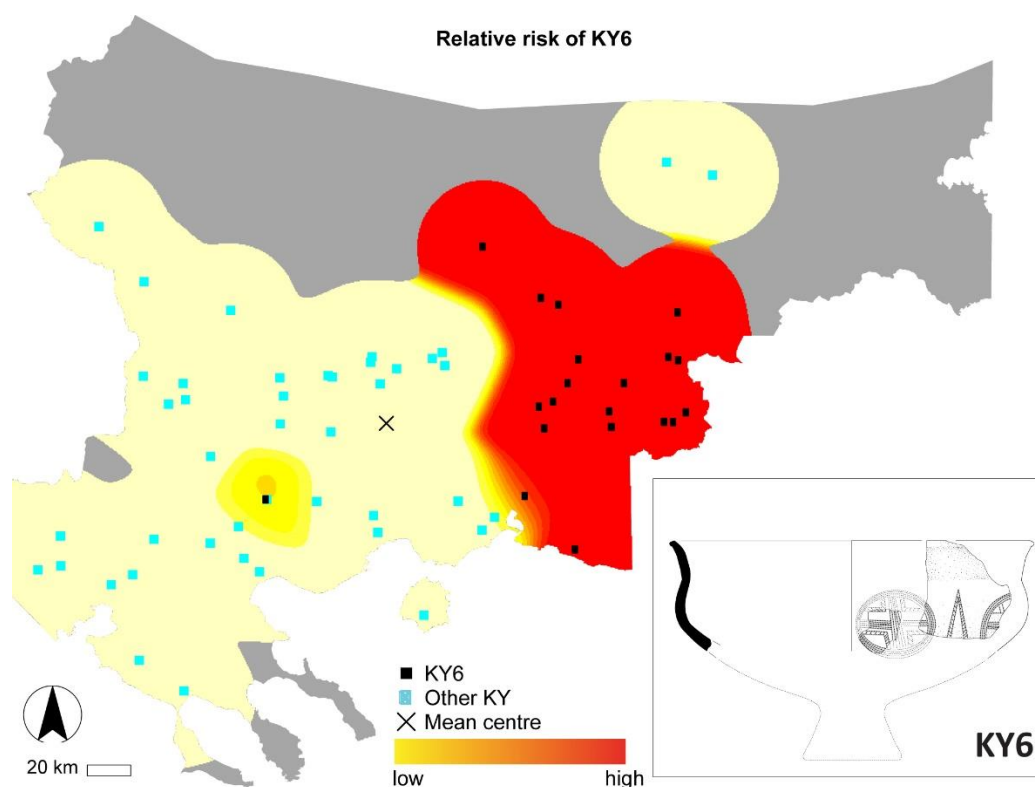 Relative risk of KY6
KY6
Other KY
Mean centre
low high
20 km
KY6